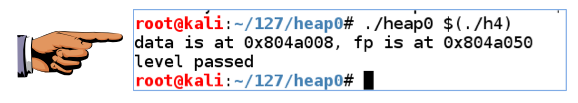 root@kali:~/127/heap0# ./heap0 $(./h4)
data is at 0x804a008, fp is at 0x804a050
level passed
root@kali:~/127/heap0#